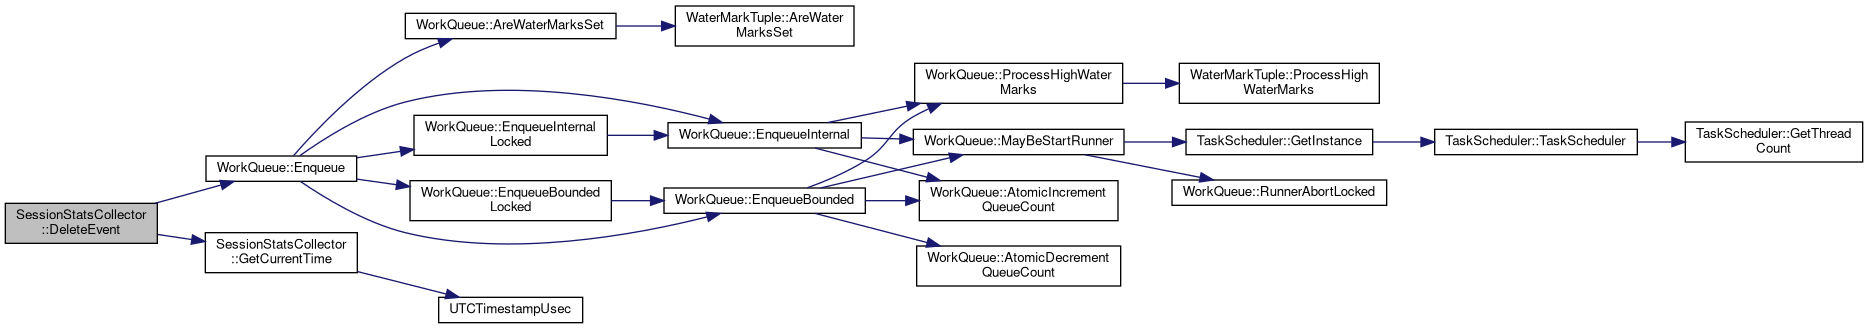 WorkQueue::AreWaterMarksSet
WaterMarkTuple::AreWater
MarksSet
WorkQueue::ProcessHighWater
Marks
WaterMarkTuple::ProcessHigh
WaterMarks
WorkQueue::EnqueueInternal
Locked
WorkQueue::EnqueueInternal
WorkQueue::MayBeStartRunner
TaskScheduler::GetInstance
TaskScheduler::TaskScheduler
TaskScheduler::GetThread
Count
WorkQueue::Enqueue
WorkQueue::EnqueueBounded
Locked
WorkQueue::EnqueueBounded
WorkQueue::AtomicIncrement
QueueCount
WorkQueue::RunnerAbortLocked
SessionStatsCollector
::DeleteEvent
SessionStatsCollector
::GetCurrentTime
WorkQueue::AtomicDecrement
QueueCount
UTCTimestampUsec